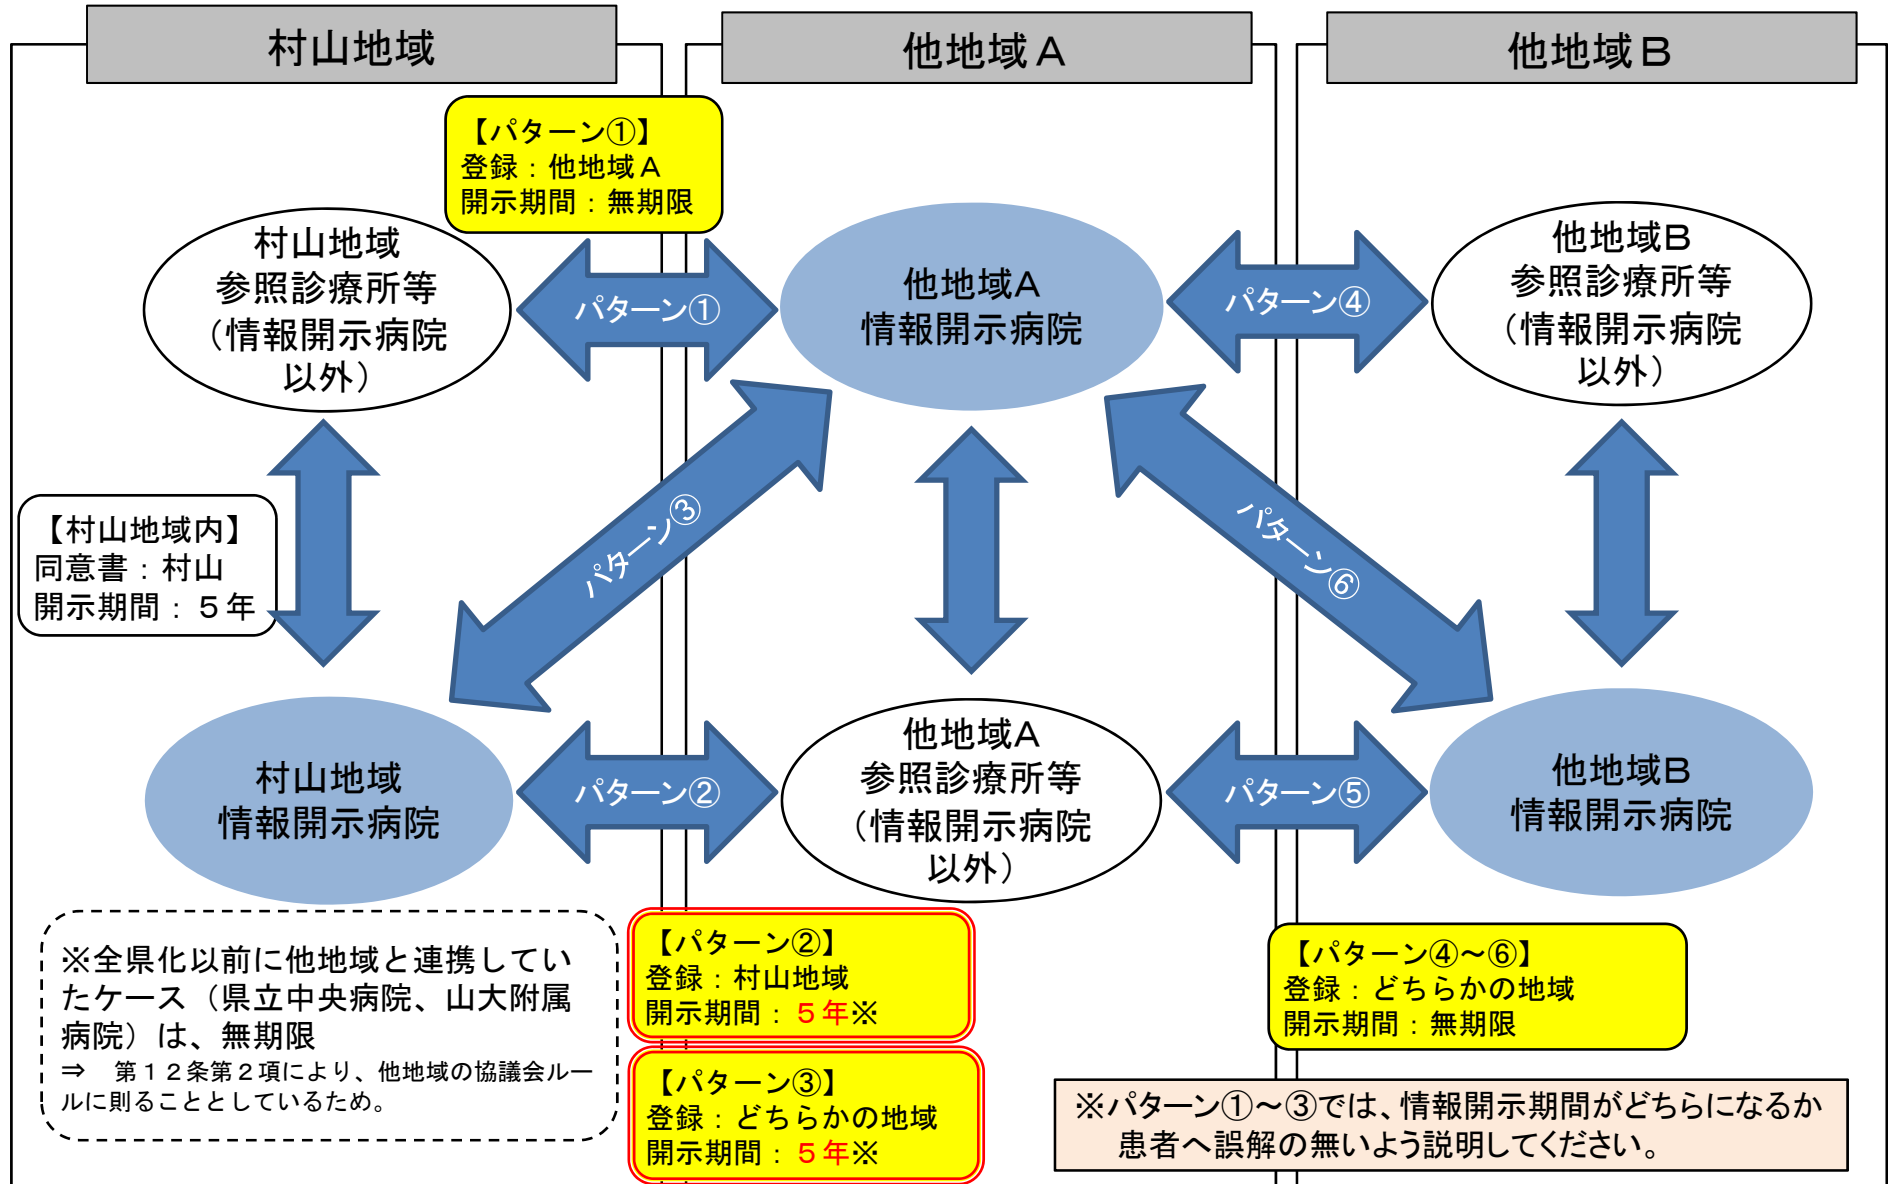 村山地域
他地域A
他地域B
【パターン①】
登録：他地域A
開示期間：無期限
村山地域
参照診療所等
（情報開示病院
以外）
パターン①
他地域A
情報開示病院
パターン④
他地域B
参照診療所等
（情報開示病院
以外）
【村山地域内】
同意書：村山
開示期間：５年
パターン③
パターン⑥
村山地域
情報開示病院
パターン②
他地域A
参照診療所等
（情報開示病院
以外）
パターン⑤
他地域B
情報開示病院
※全県化以前に他地域と連携してい
たケース（県立中央病院、山大附属
病院）は、無期限
⇒　第１２条第２項により、他地域の協議会ルー
ルに則ることとしているため。
【パターン②】
登録：村山地域
開示期間：５年※
【パターン③】
登録：どちらかの地域
開示期間：５年※
【パターン④～⑥】
登録：どちらかの地域
開示期間：無期限
※パターン①～③では、情報開示期間がどちらになるか
患者へ誤解の無いよう説明してください。